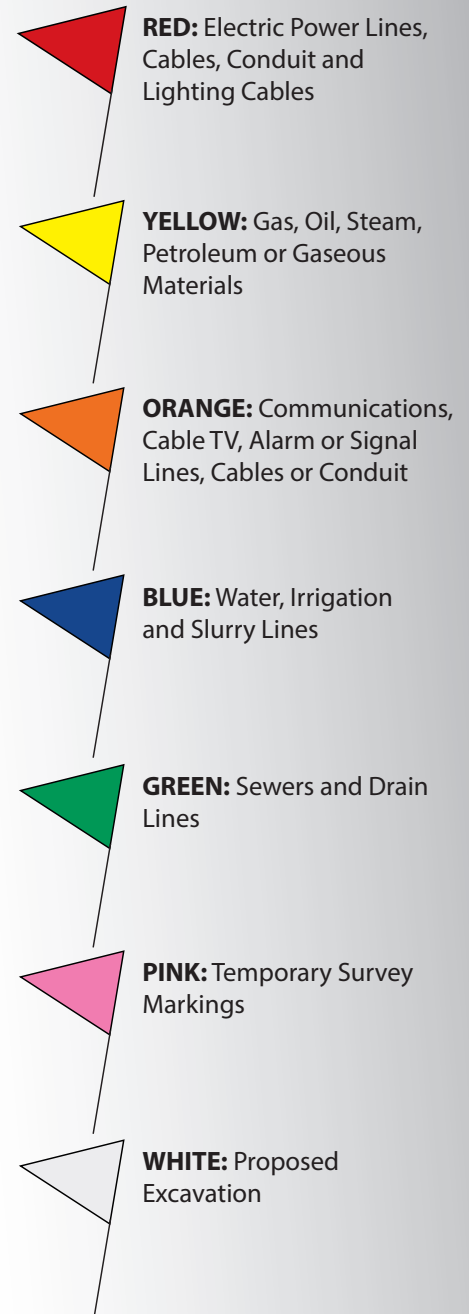 RED: Electric Power Lines,
Cables, Conduit and
Lighting Cables
YELLOW: Gas, Oil, Steam,
Petroleum or Gaseous
Materials
ORANGE: Communications,
Cable TV, Alarm or Signal
Lines, Cables or Conduit
BLUE: Water, Irrigation
and Slurry Lines
GREEN: Sewers and Drain
Lines
PINK: Temporary Survey
Markings
WHITE: Proposed
Excavation